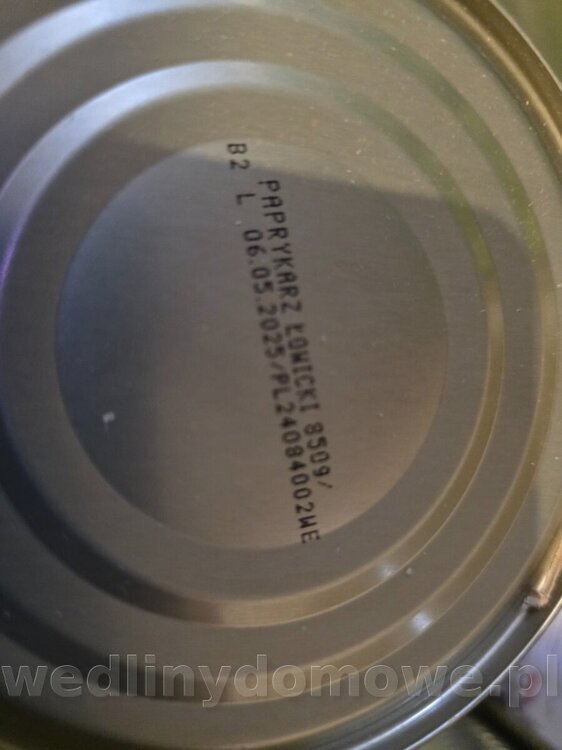 PAPRYKARZ ŁOWICKI 8509/
B2 L 06.05.2025/PL24084002WE
wedlinydomowe.pl